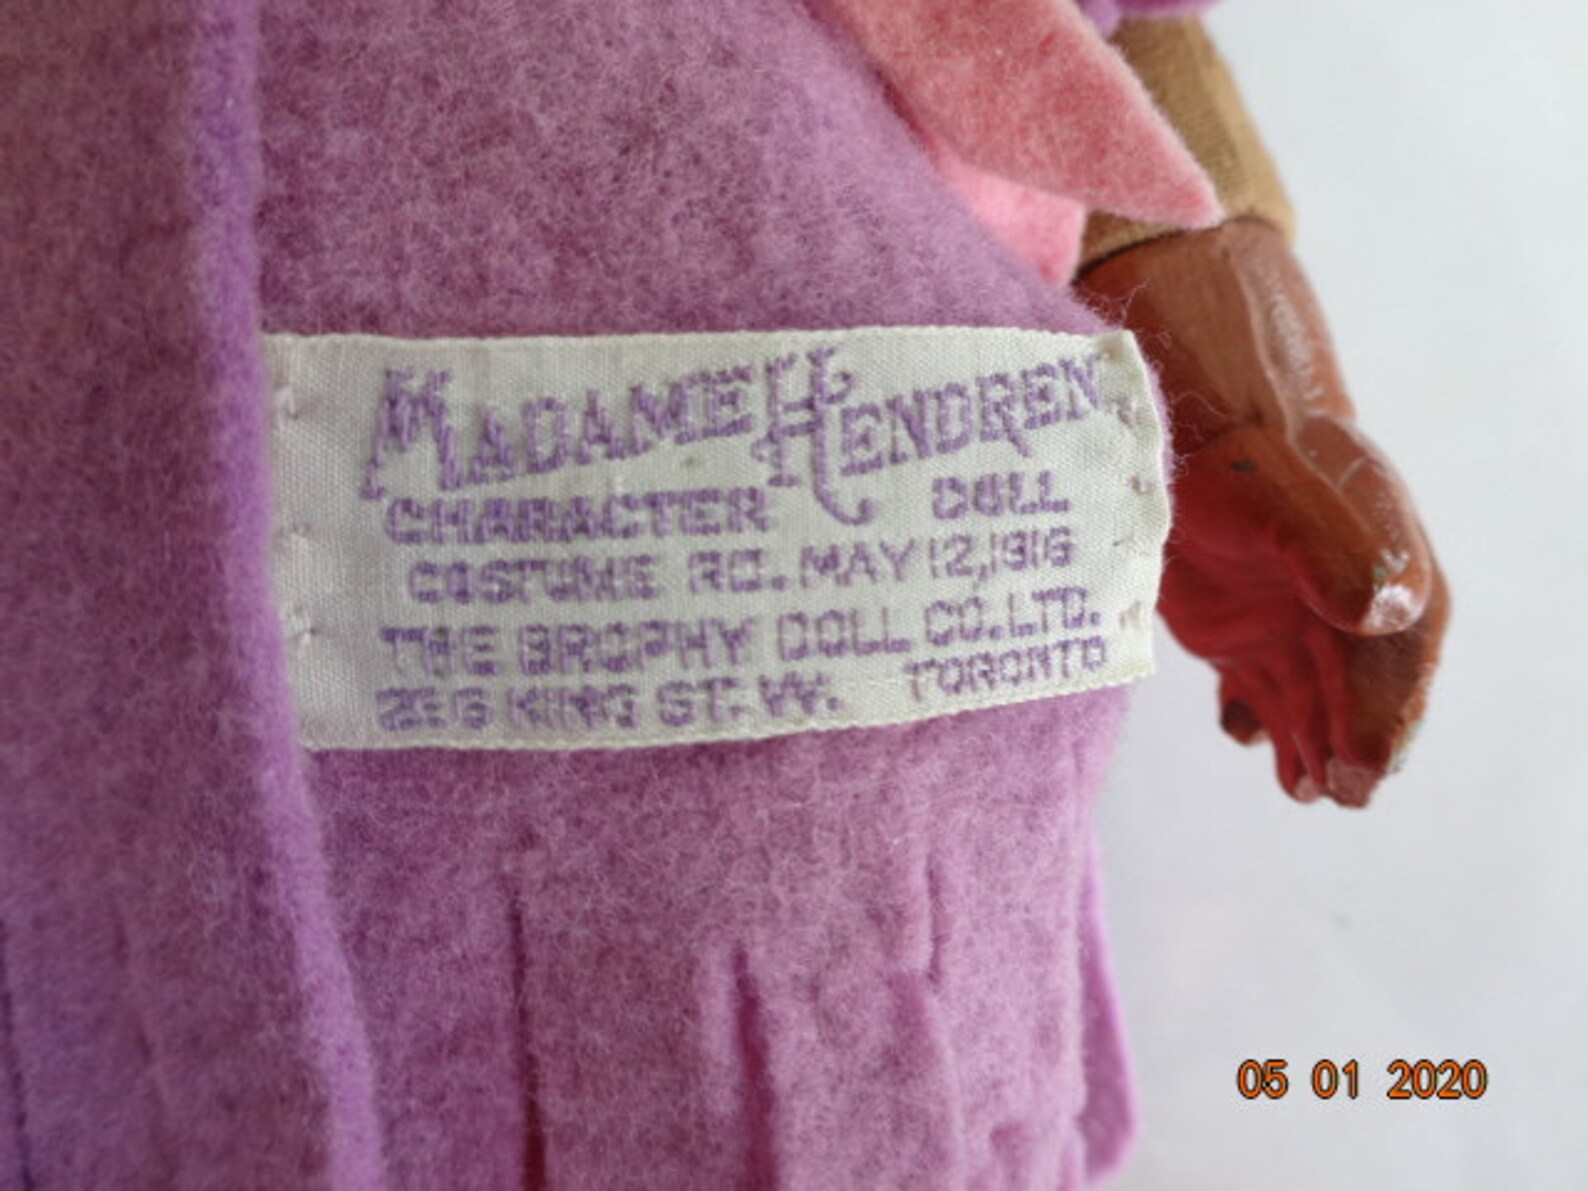 MADAME HENDREN
CHARACTER DOLL
COSTUME RD. MAY 12, 1916
THE BROPHY DOLL CO. LTD.
KING ST. W. TORONTO
05 01 2020